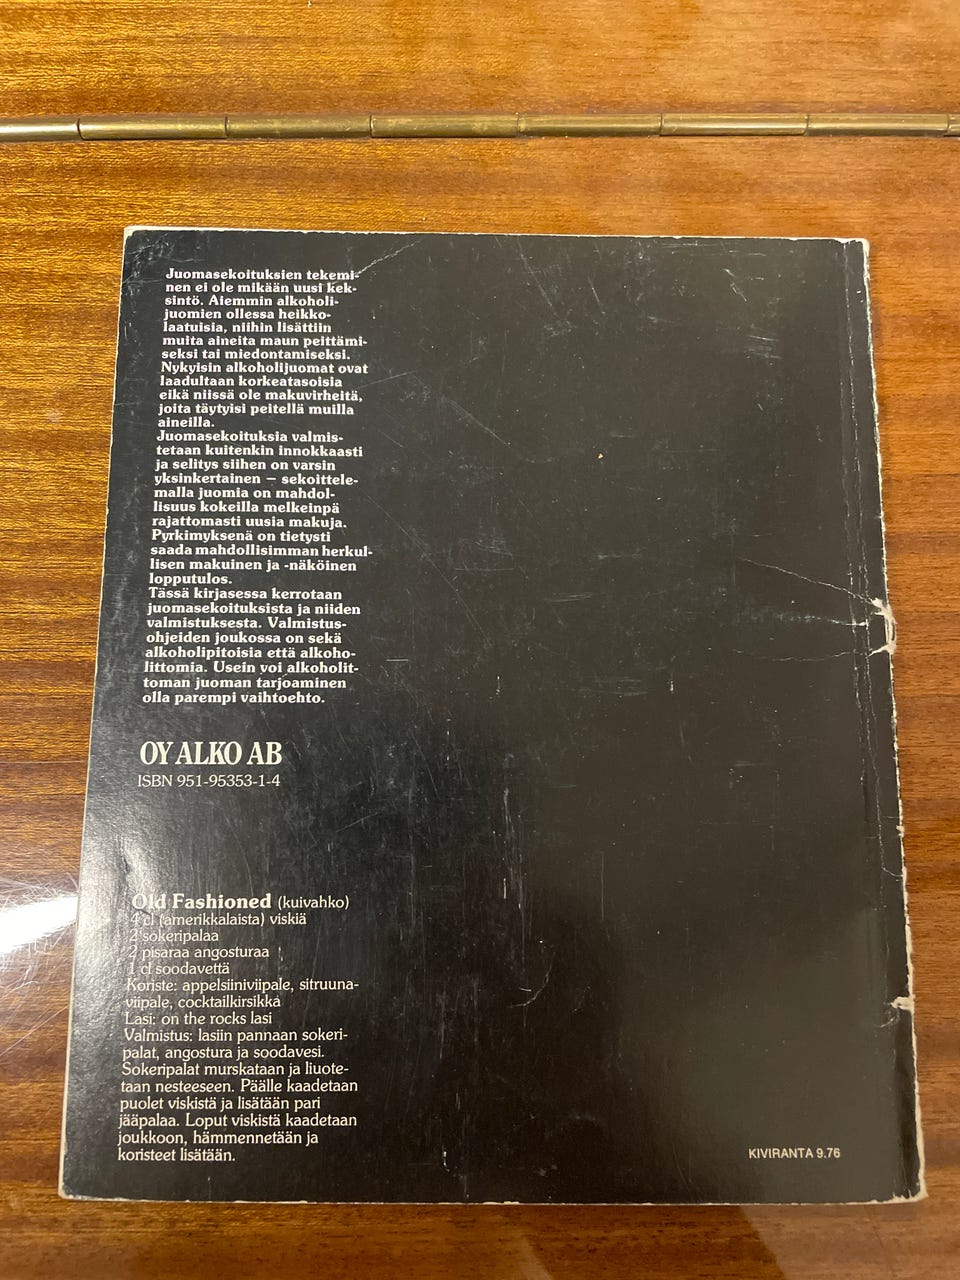 Juomasekoituksien tekemi-
nen ei ole mikään uusi kek-
sintö. Aiemmin alkoholi-
juomien ollessa heikko-
laatuisia, niihin lisättiin
muita aineita maun peittämi-
seksi tai miedontamiseksi.
Nykyisin alkoholijuomat ovat
laadultaan korkeatasoisia
eikä niissä ole makuvirheitä,
joita täytyisi peitellä muilla
aineilla.
Juomasekoituksia valmis-
tetaan kuitenkin innokkaasti
ja selitys siihen on varsin
yksinkertainen – sekoittele-
malla juomia on mahdol-
lisuus kokeilla melkeinpä
rajattomasti uusia makuja.
Pyrkimyksenä on tietysti
saada mahdollisimman herkul-
lisen makuinen ja -näköinen
lopputulos.
Tässä kirjasessa kerrotaan
juomasekoituksista ja niiden
valmistuksesta. Valmistus-
ohjeiden joukossa on sekä
alkoholipitoisia että alkoho-
littomia. Usein voi alkoholit-
toman juoman tarjoaminen
olla parempi vaihtoehto.
OY ALKO AB
ISBN 951-95353-1-4
Old Fashioned (kuivahko)
4 cl (amerikkalaista) viskiä
2 sokeripalaa
2 pisaraa angosturaa
1 cl soodavettä
Koriste: appelsiiniviipale, sitruuna-
viipale, cocktailkirsikka
Lasi: on the rocks lasi
Valmistus: lasiin pannaan sokeri-
palat, angostura ja soodavesi.
Sokeripalat murskataan ja liuote-
taan nesteeseen. Päälle kaadetaan
puolet viskistä ja lisätään pari
jääpalaa. Loput viskistä kaadetaan
joukkoon, hämmennetään ja
koristeet lisätään.
KIVIRANTA 9.76